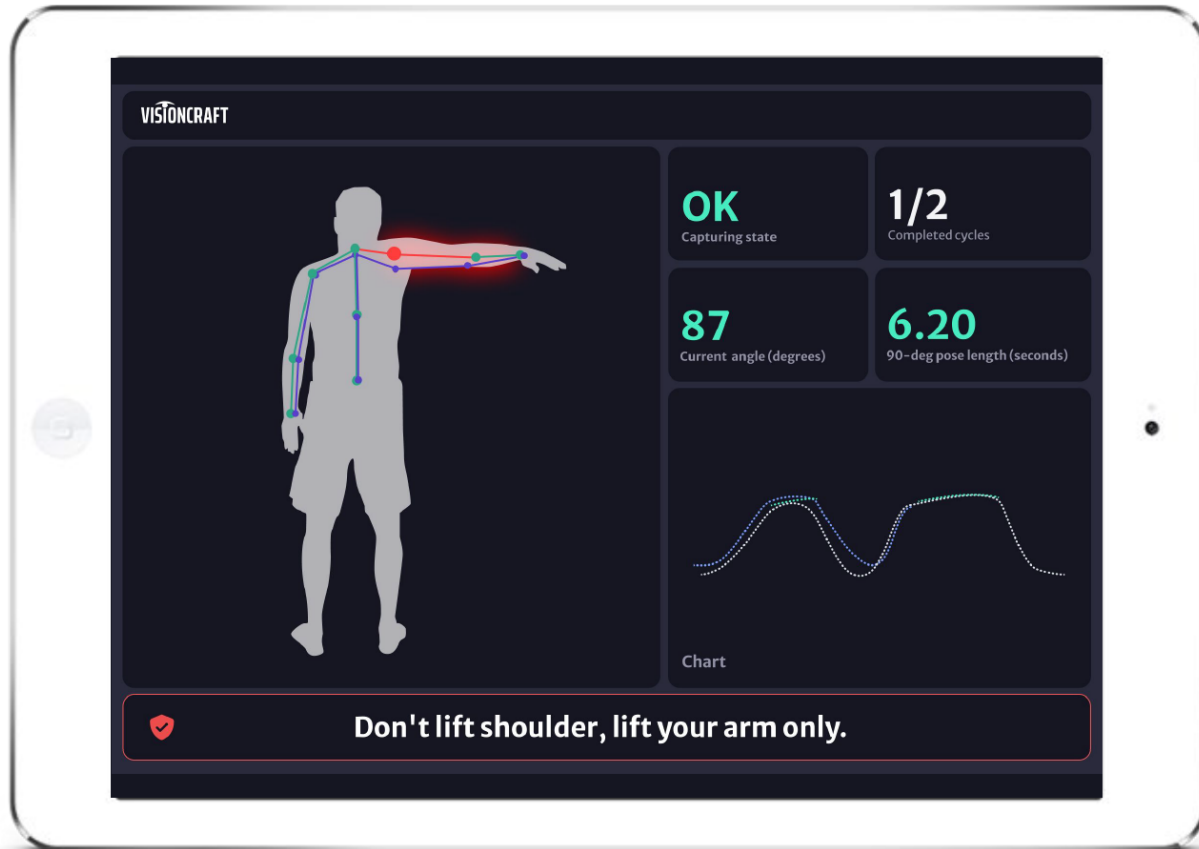 VISIONCRAFT
OK
Capturing state
1/2
Completed cycles
87
Current angle (degrees)
6.20
90-deg pose length (seconds)
Chart
Don't lift shoulder, lift your arm only.